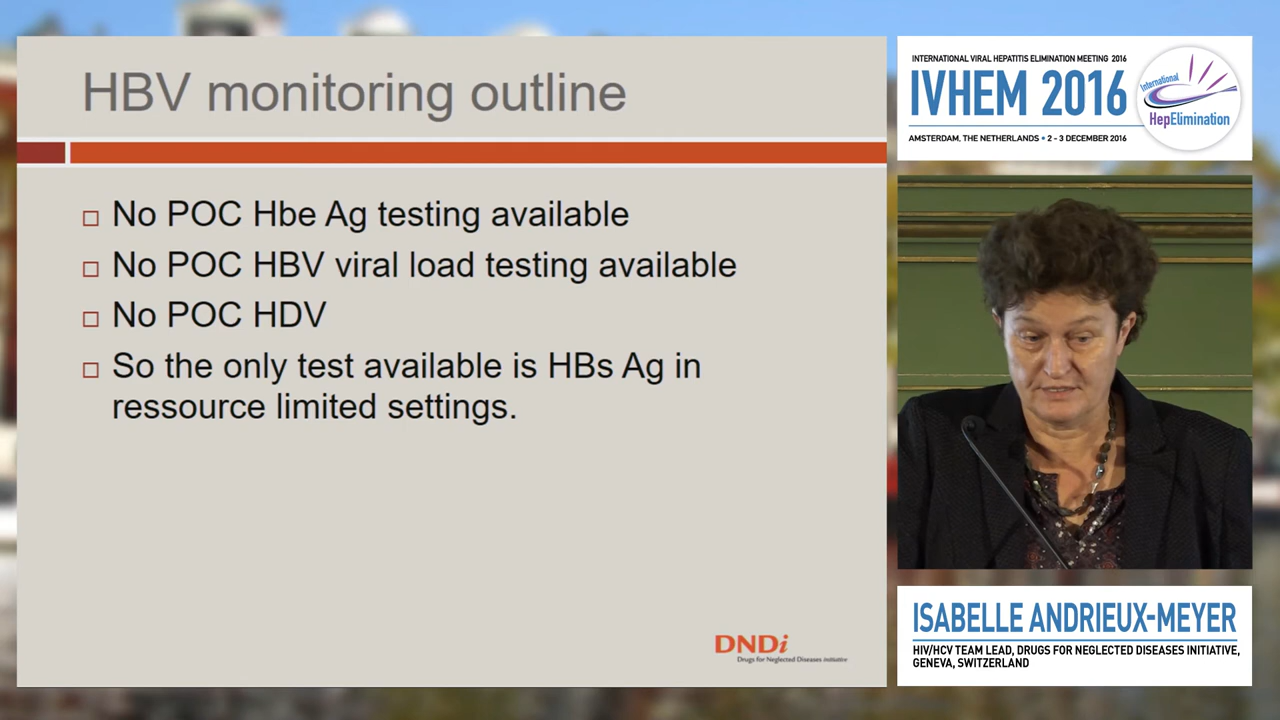 HBV monitoring outline
No POC Hbe Ag testing available
No POC HBV viral load testing available
No POC HDV
So the only test available is HBs Ag in
ressource limited settings.
DNDi
Drugs for Neglected Diseases initiative
INTERNATIONAL VIRAL HEPATITIS ELIMINATION MEETING 2016
IVHEM 2016
AMSTERDAM, THE NETHERLANDS • 2 - 3 DECEMBER 2016
International
HepElimination
ISABELLE ANDRIEUX-MEYER
HIV/HCV TEAM LEAD, DRUGS FOR NEGLECTED DISEASES INITIATIVE,
GENEVA, SWITZERLAND